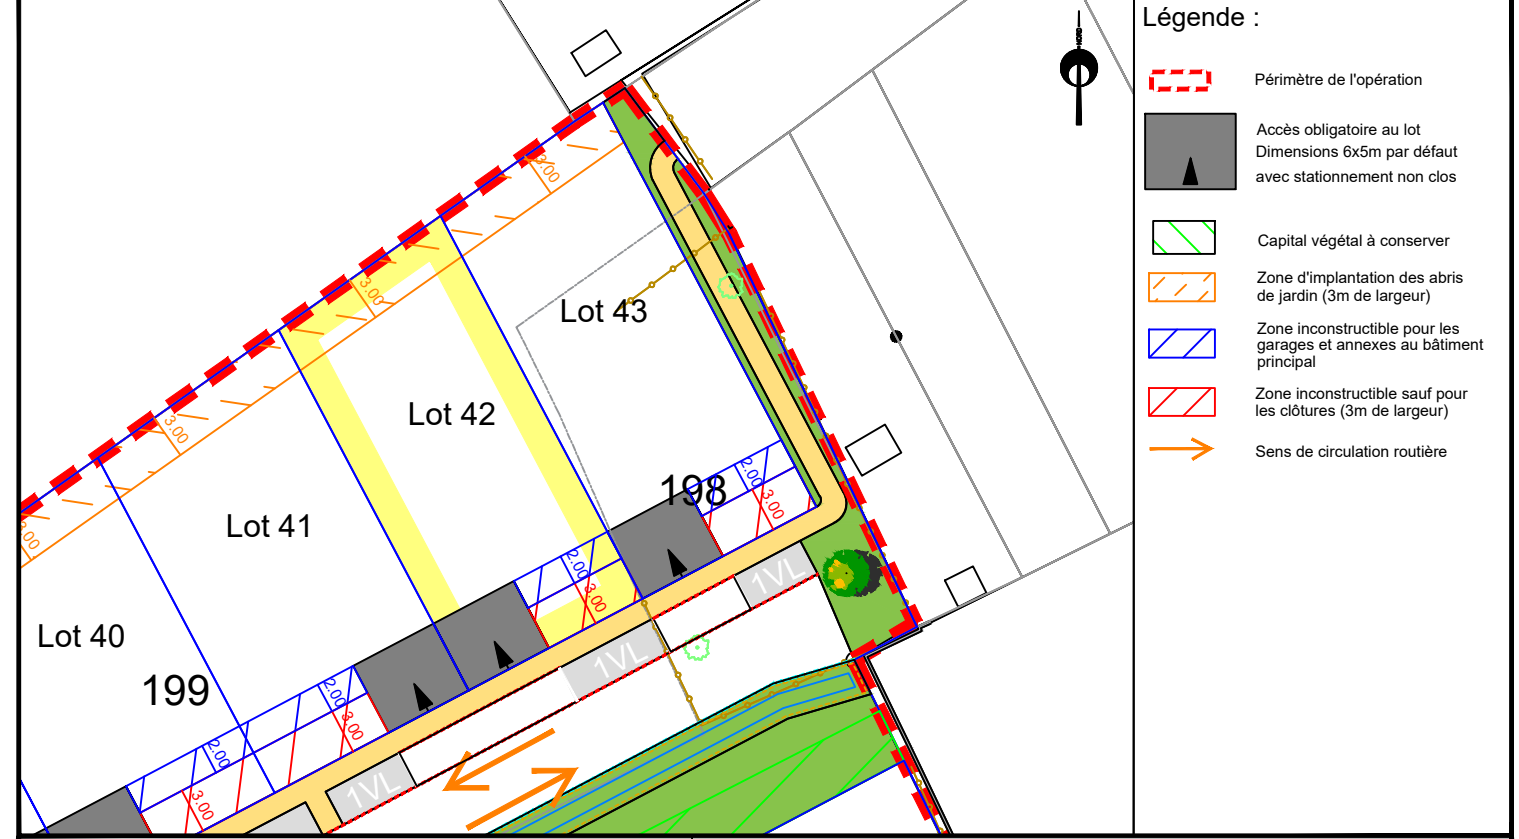 Légende :
NORD
Périmètre de l'opération
Accès obligatoire au lot
Dimensions 6x5m par défaut
avec stationnement non clos
Capital végétal à conserver
Zone d'implantation des abris
de jardin (3m de largeur)
Zone inconstructible pour les
garages et annexes au bâtiment
principal
Zone inconstructible sauf pour
les clôtures (3m de largeur)
Sens de circulation routière
3.00
3.00
Lot 43
Lot 42
3.00
2.00
198
3.00
Lot 41
3.00
2.00
1VL
3.00
Lot 40
1VL
199
2.00
3.00
2.00
1VL
3.00